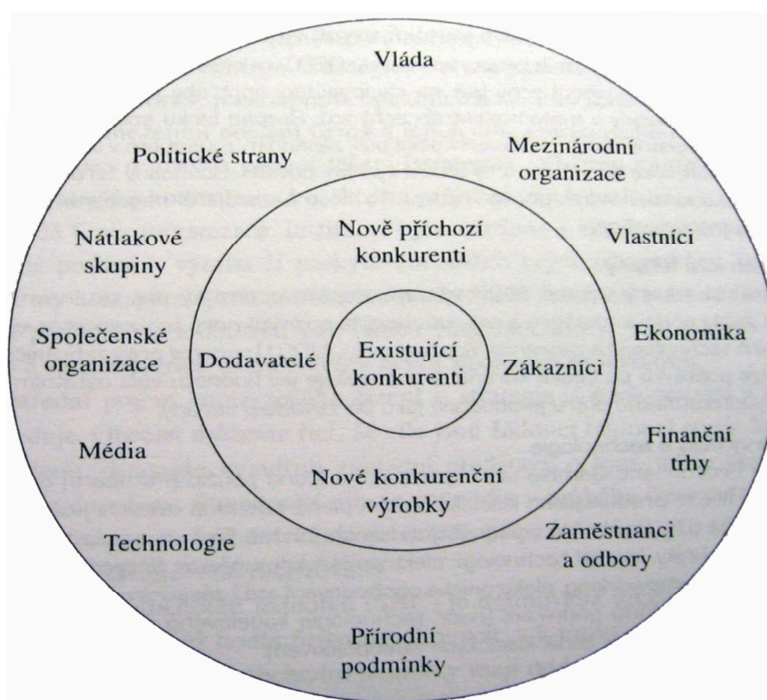 Vláda
Politické strany
Mezinárodní
organizace
Nátlakové
skupiny
Nově příchozí
konkurenti
Vlastníci
Společenské
organizace
Dodavatelé
Existující
konkurenti
Zákazníci
Ekonomika
Média
Nové konkurenční
výrobky
Finanční
trhy
Technologie
Zaměstnanci
a odbory
Přírodní
podmínky